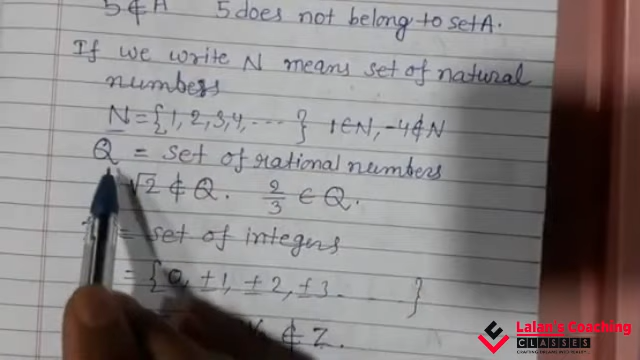 5 ∉ A 5 does not belong to set A.
If we write N means set of natural
numbers
N = {1, 2, 3, 4, ....} 1 ∈ N, -4 ∉ N
Q = set of rational numbers
√2 ∉ Q. 2/3 ∈ Q.
= set of integers
= {0, ±1, ±2, ±3 .... }
∉ Z.
Lalan's Coaching
CLASSES